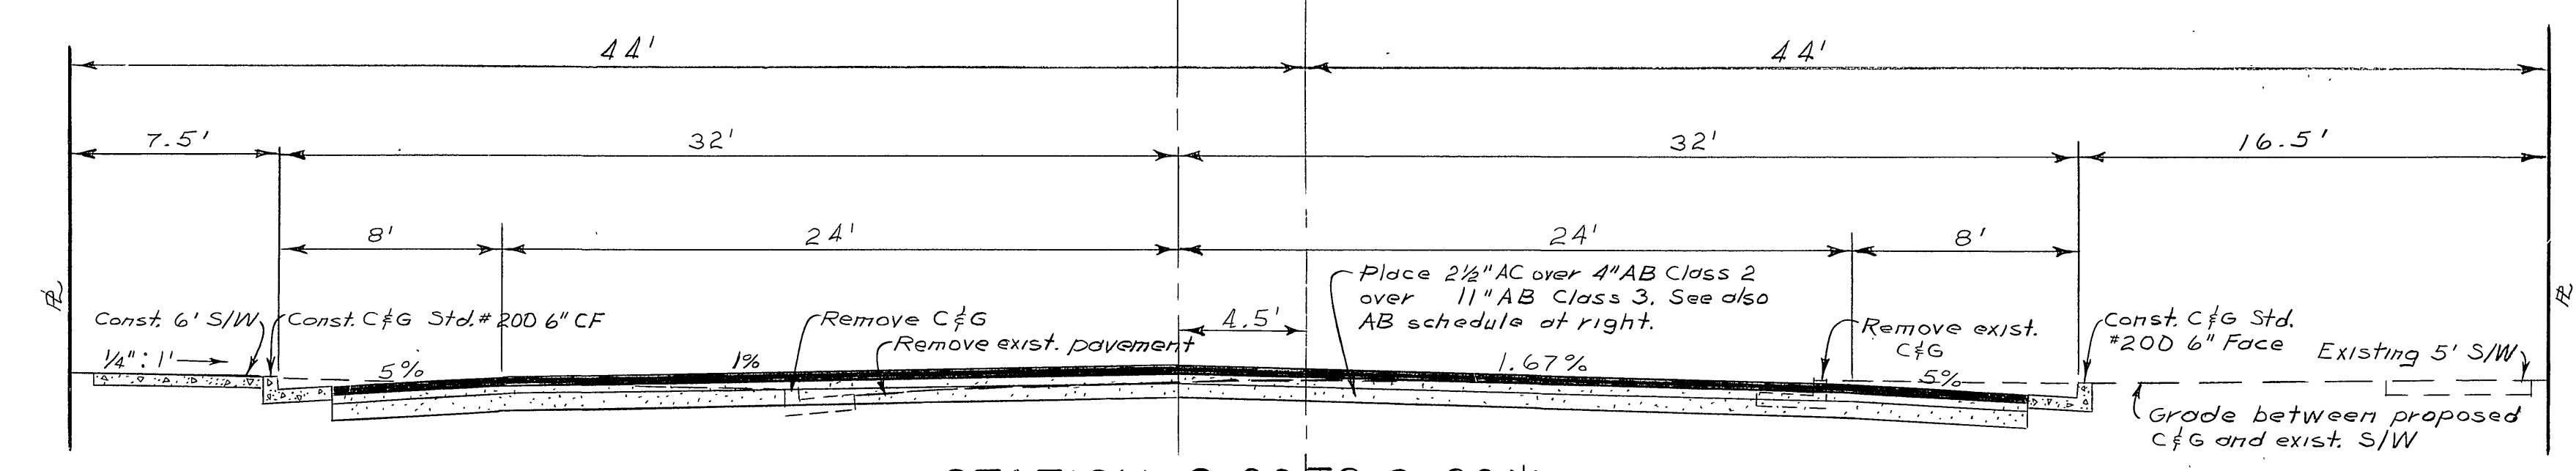 44'
44'
7.5'
32'
32'
16.5'
8'
24'
24'
8'
Place 2½" AC over 4" AB Class 2
over 11" AB Class 3. See also
AB schedule at right.
PL
PL
Const. 6' S/W
Const. C&G Std.# 200 6" CF
Remove C&G
4.5'
Remove exist.
C&G
Const. C&G Std.
#200 6" Face
Existing 5' S/W
¼" : 1'
5%
1%
Remove exist. pavement
1.67%
5%
Grade between proposed
C&G and exist. S/W